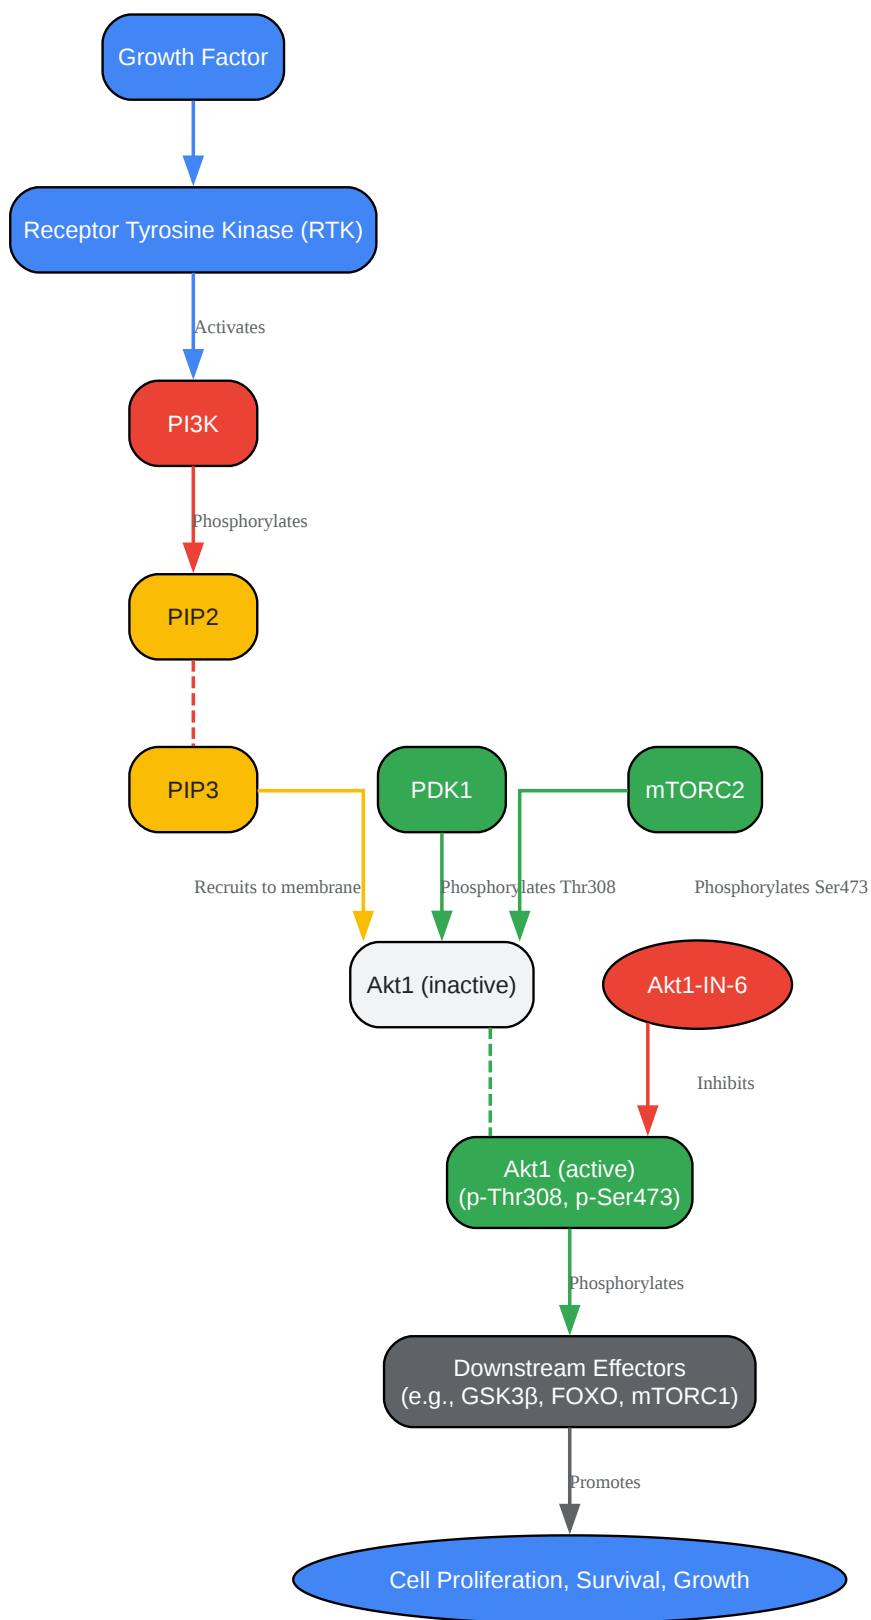 Growth Factor
Receptor Tyrosine Kinase (RTK)
Activates
PI3K
Phosphorylates
PIP2
PIP3
PDK1
mTORC2
Recruits to membrane
Phosphorylates Thr308
Phosphorylates Ser473
Akt1 (inactive)
Akt1-IN-6
Inhibits
Akt1 (active)
(p-Thr308, p-Ser473)
Phosphorylates
Downstream Effectors
(e.g., GSK3β, FOXO, mTORC1)
Promotes
Cell Proliferation, Survival, Growth